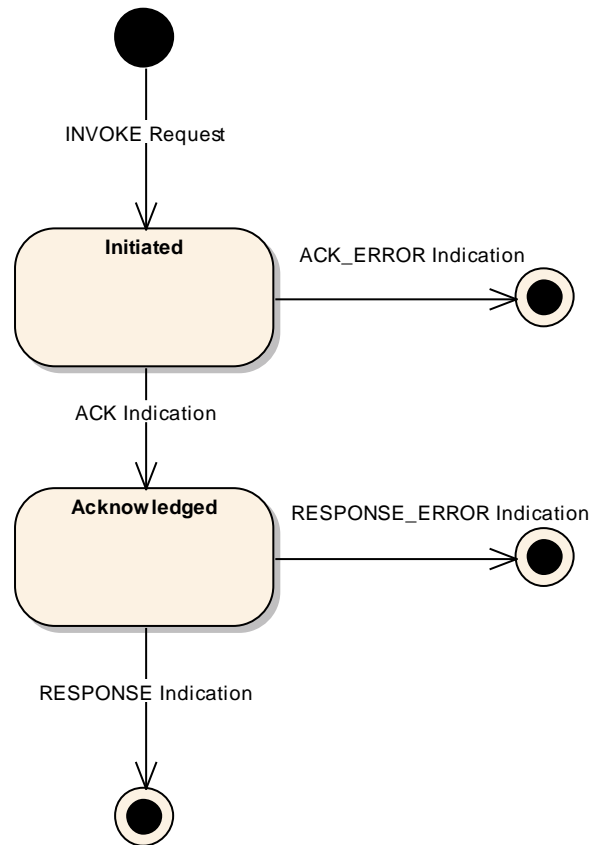 INVOKE Request
Initiated
ACK_ERROR Indication
ACK Indication
Acknowledged
RESPONSE_ERROR Indication
RESPONSE Indication